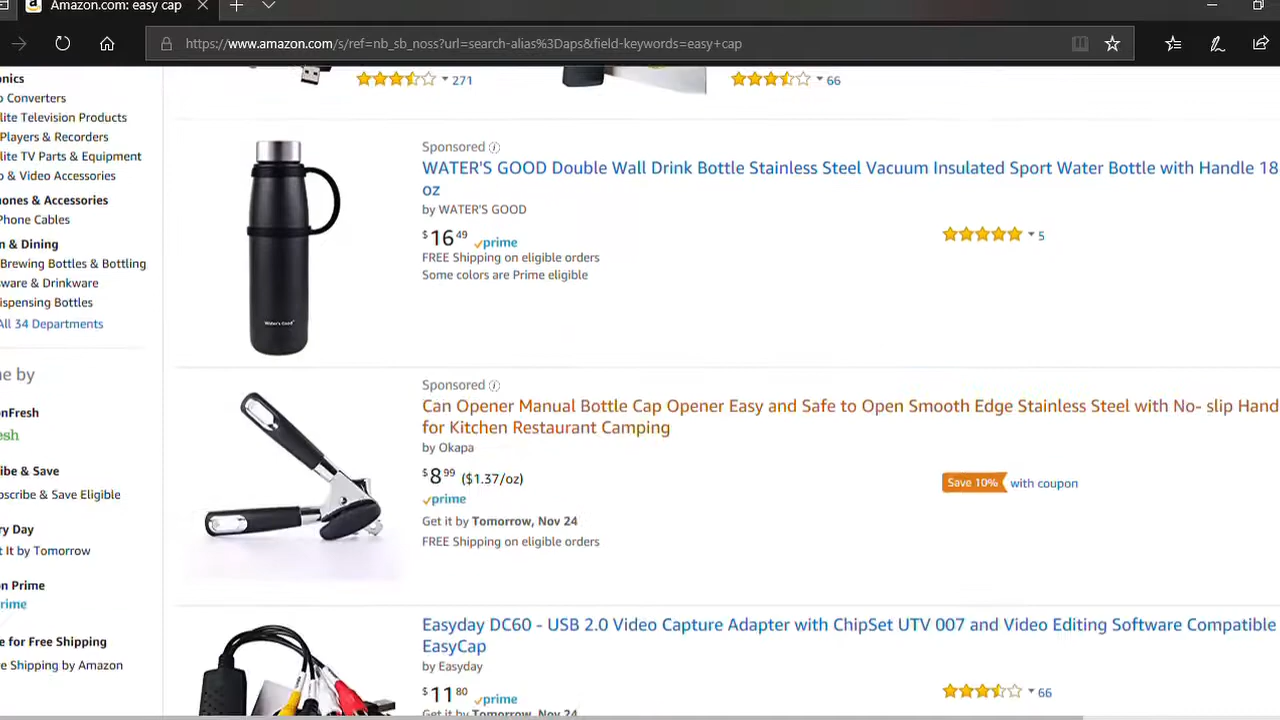 Amazon.com: easy cap
https://www.amazon.com/s/ref=nb_sb_noss?url=search-alias%3Daps&field-keywords=easy+cap
onics
o Converters
lite Television Products
Players & Recorders
lite TV Parts & Equipment
o & Video Accessories
ones & Accessories
Phone Cables
n & Dining
Brewing Bottles & Bottling
ware & Drinkware
ispensing Bottles
All 34 Departments
e by
onFresh
esh
ibe & Save
bscribe & Save Eligible
ry Day
t It by Tomorrow
on Prime
rime
e for Free Shipping
e Shipping by Amazon
271
66
Sponsored
WATER'S GOOD Double Wall Drink Bottle Stainless Steel Vacuum Insulated Sport Water Bottle with Handle 18
oz
by WATER'S GOOD
$16 49 prime
5
FREE Shipping on eligible orders
Some colors are Prime eligible
Water's Good
Sponsored
Can Opener Manual Bottle Cap Opener Easy and Safe to Open Smooth Edge Stainless Steel with No- slip Hand
for Kitchen Restaurant Camping
by Okapa
$8 99 ($1.37/oz)
Save 10% with coupon
prime
Get it by Tomorrow, Nov 24
FREE Shipping on eligible orders
Easyday DC60 - USB 2.0 Video Capture Adapter with ChipSet UTV 007 and Video Editing Software Compatible
EasyCap
by Easyday
$11 80 prime
66
Get it by Tomorrow, Nov 24